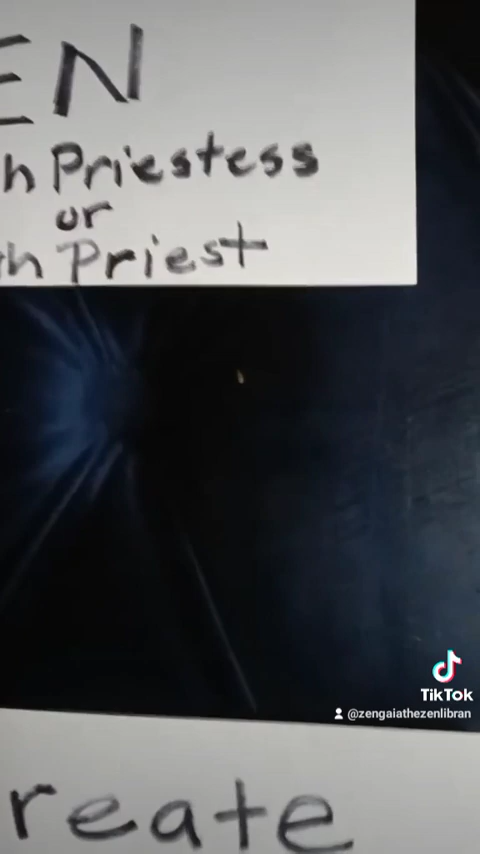 EN
h Priestess
or
h Priest
TikTok
@zengaiathezenlibran
reate